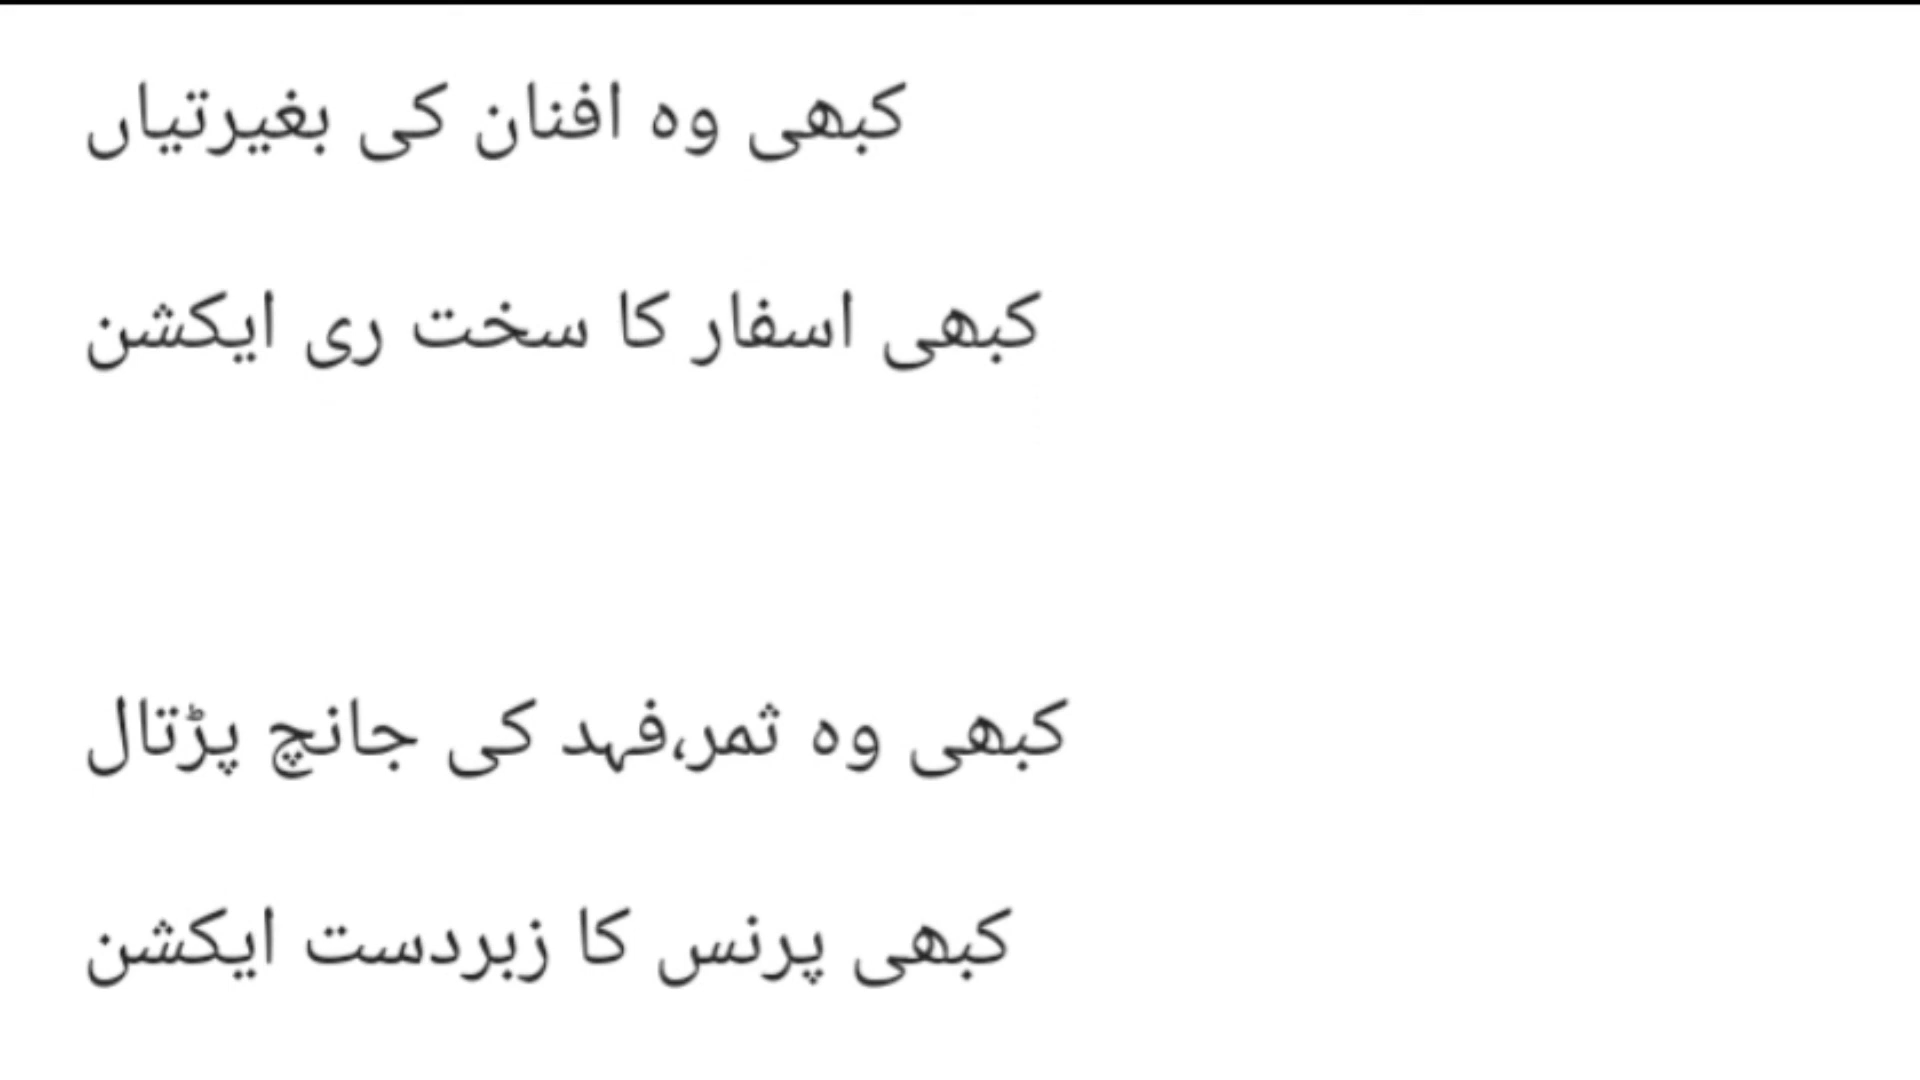 کبھی وہ افنان کی بغیرتیاں
کبھی اسفار کا سخت ری ایکشن
کبھی وہ ثمر،فہد کی جانچ پڑتال
کبھی پرنس کا زبردست ایکشن